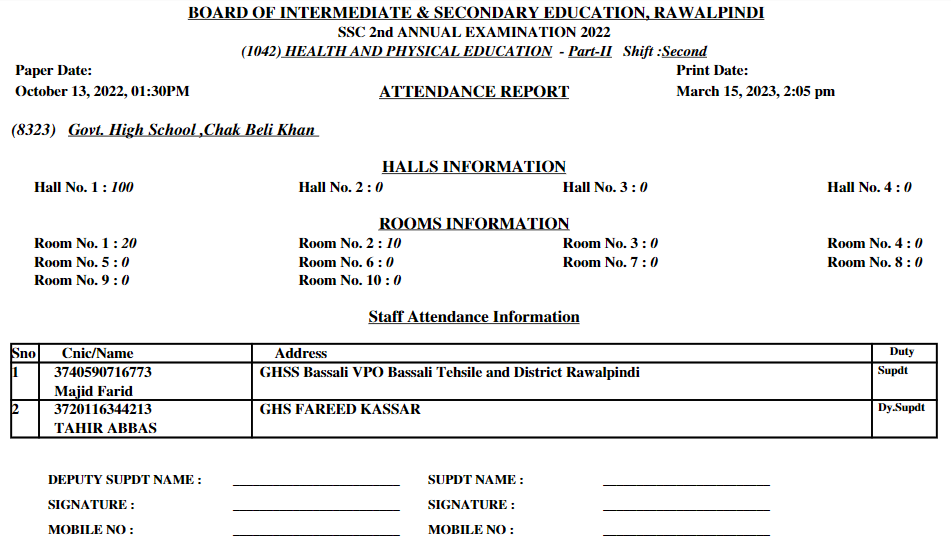 BOARD OF INTERMEDIATE & SECONDARY EDUCATION, RAWALPINDI
SSC 2nd ANNUAL EXAMINATION 2022
(1042) HEALTH AND PHYSICAL EDUCATION - Part-II Shift :Second
Paper Date: Print Date:
October 13, 2022, 01:30PM ATTENDANCE REPORT March 15, 2023, 2:05 pm
(8323) Govt. High School ,Chak Beli Khan
HALLS INFORMATION
Hall No. 1 : 100 Hall No. 2 : 0 Hall No. 3 : 0 Hall No. 4 : 0
ROOMS INFORMATION
Room No. 1 : 20 Room No. 2 : 10 Room No. 3 : 0 Room No. 4 : 0
Room No. 5 : 0 Room No. 6 : 0 Room No. 7 : 0 Room No. 8 : 0
Room No. 9 : 0 Room No. 10 : 0
Staff Attendance Information
Sno Cnic/Name Address Duty
1 3740590716773 GHSS Bassali VPO Bassali Tehsile and District Rawalpindi Supdt
Majid Farid
2 3720116344213 GHS FAREED KASSAR Dy.Supdt
TAHIR ABBAS
DEPUTY SUPDT NAME : ____________ SUPDT NAME : ____________
SIGNATURE : ____________ SIGNATURE : ____________
MOBILE NO : ____________ MOBILE NO : ____________